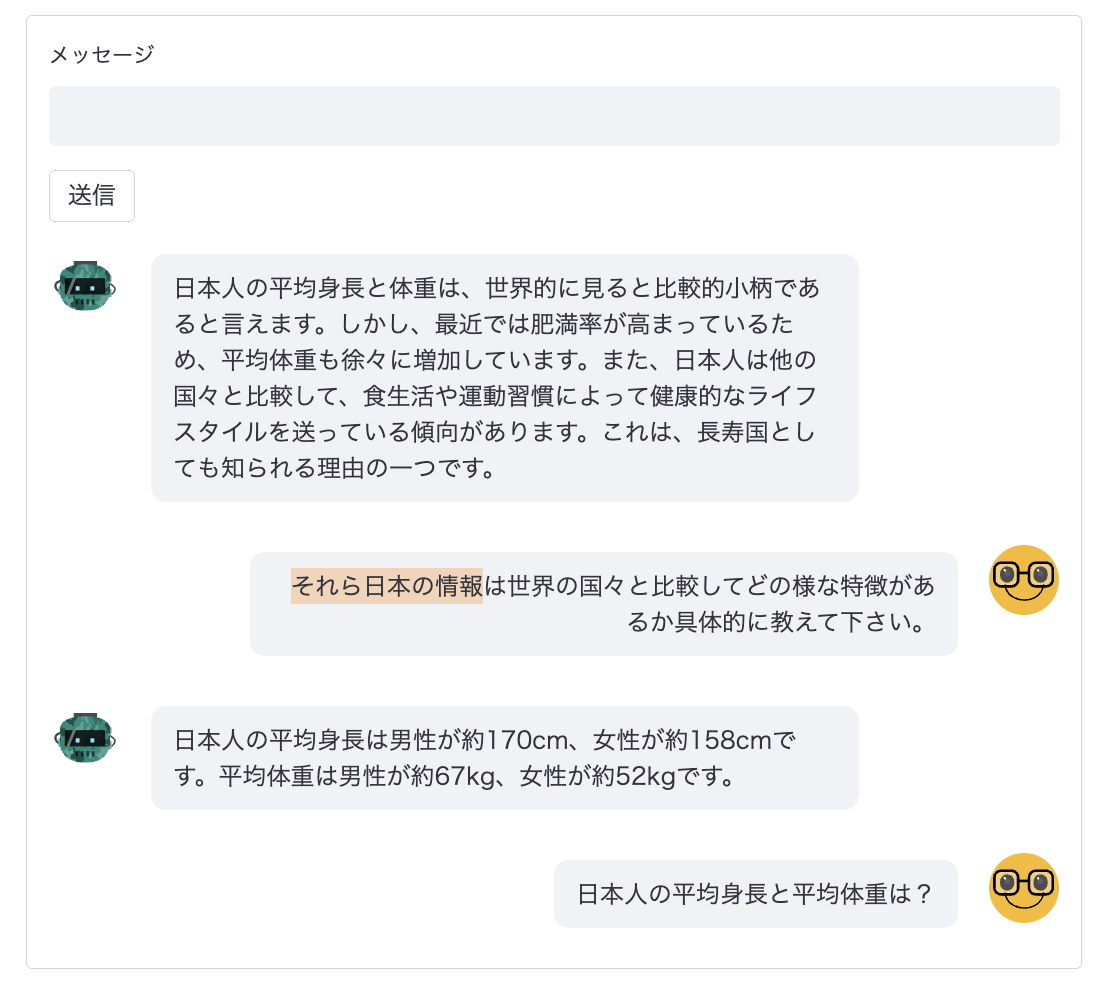 メッセージ
送信
日本人の平均身長と体重は、世界的に見ると比較的小柄であ
ると言えます。しかし、最近では肥満率が高まっているた
め、平均体重も徐々に増加しています。また、日本人は他の
国々と比較して、食生活や運動習慣によって健康的なライフ
スタイルを送っている傾向があります。これは、長寿国とし
ても知られる理由の一つです。
それら日本の情報は世界の国々と比較してどの様な特徴があ
るか具体的に教えて下さい。
日本人の平均身長は男性が約170cm、女性が約158cmで
す。平均体重は男性が約67kg、女性が約52kgです。
日本人の平均身長と平均体重は？